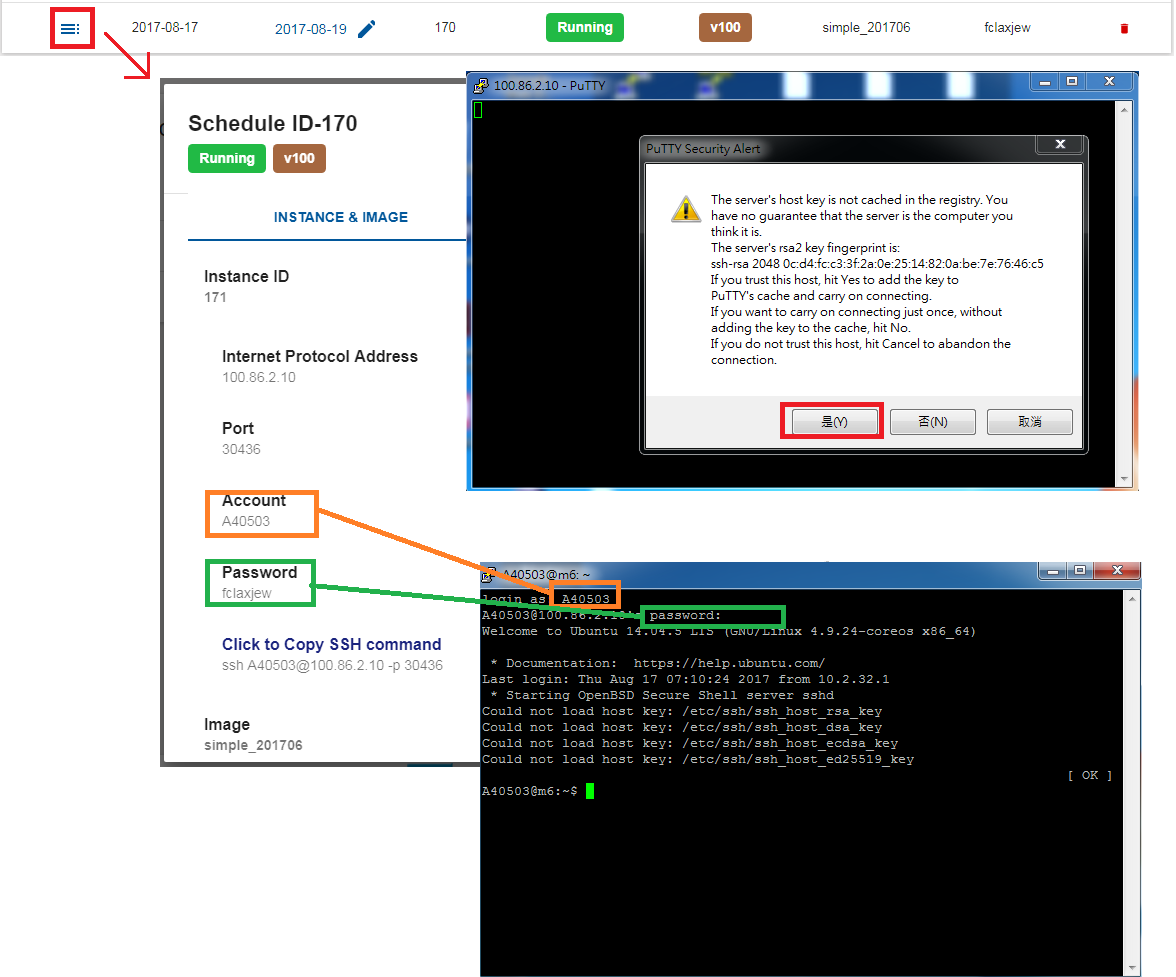 2017-08-17 2017-08-19 170 Running v100 simple_201706 fclaxjew
Schedule ID-170
Running v100
INSTANCE & IMAGE
Instance ID
171
Internet Protocol Address
100.86.2.10
Port
30436
Account
A40503
Password
fclaxjew
Click to Copy SSH command
ssh A40503@100.86.2.10 -p 30436
Image
simple_201706
100.86.2.10 - PuTTY
PuTTY Security Alert
The server's host key is not cached in the registry. You
have no guarantee that the server is the computer you
think it is.
The server's rsa2 key fingerprint is:
ssh-rsa 2048 0c:d4:fc:c3:3f:2a:0e:25:14:82:0a:be:7e:76:46:c5
If you trust this host, hit Yes to add the key to
PuTTY's cache and carry on connecting.
If you want to carry on connecting just once, without
adding the key to the cache, hit No.
If you do not trust this host, hit Cancel to abandon the
connection.
是(Y) 否(N) 取消
A40503@m6: ~
login as A40503
A40503@100.86.2.10's password:
Welcome to Ubuntu 14.04.5 LTS (GNU/Linux 4.9.24-coreos x86_64)
* Documentation: https://help.ubuntu.com/
Last login: Thu Aug 17 07:10:24 2017 from 10.2.32.1
* Starting OpenBSD Secure Shell server sshd
Could not load host key: /etc/ssh/ssh_host_rsa_key
Could not load host key: /etc/ssh/ssh_host_dsa_key
Could not load host key: /etc/ssh/ssh_host_ecdsa_key
Could not load host key: /etc/ssh/ssh_host_ed25519_key
[ OK ]
A40503@m6:~$